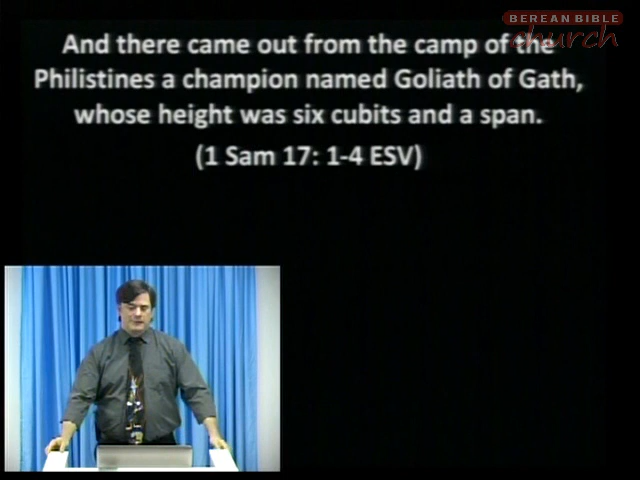 BEREAN BIBLE
church
And there came out from the camp of the
Philistines a champion named Goliath of Gath,
whose height was six cubits and a span.
(1 Sam 17: 1-4 ESV)